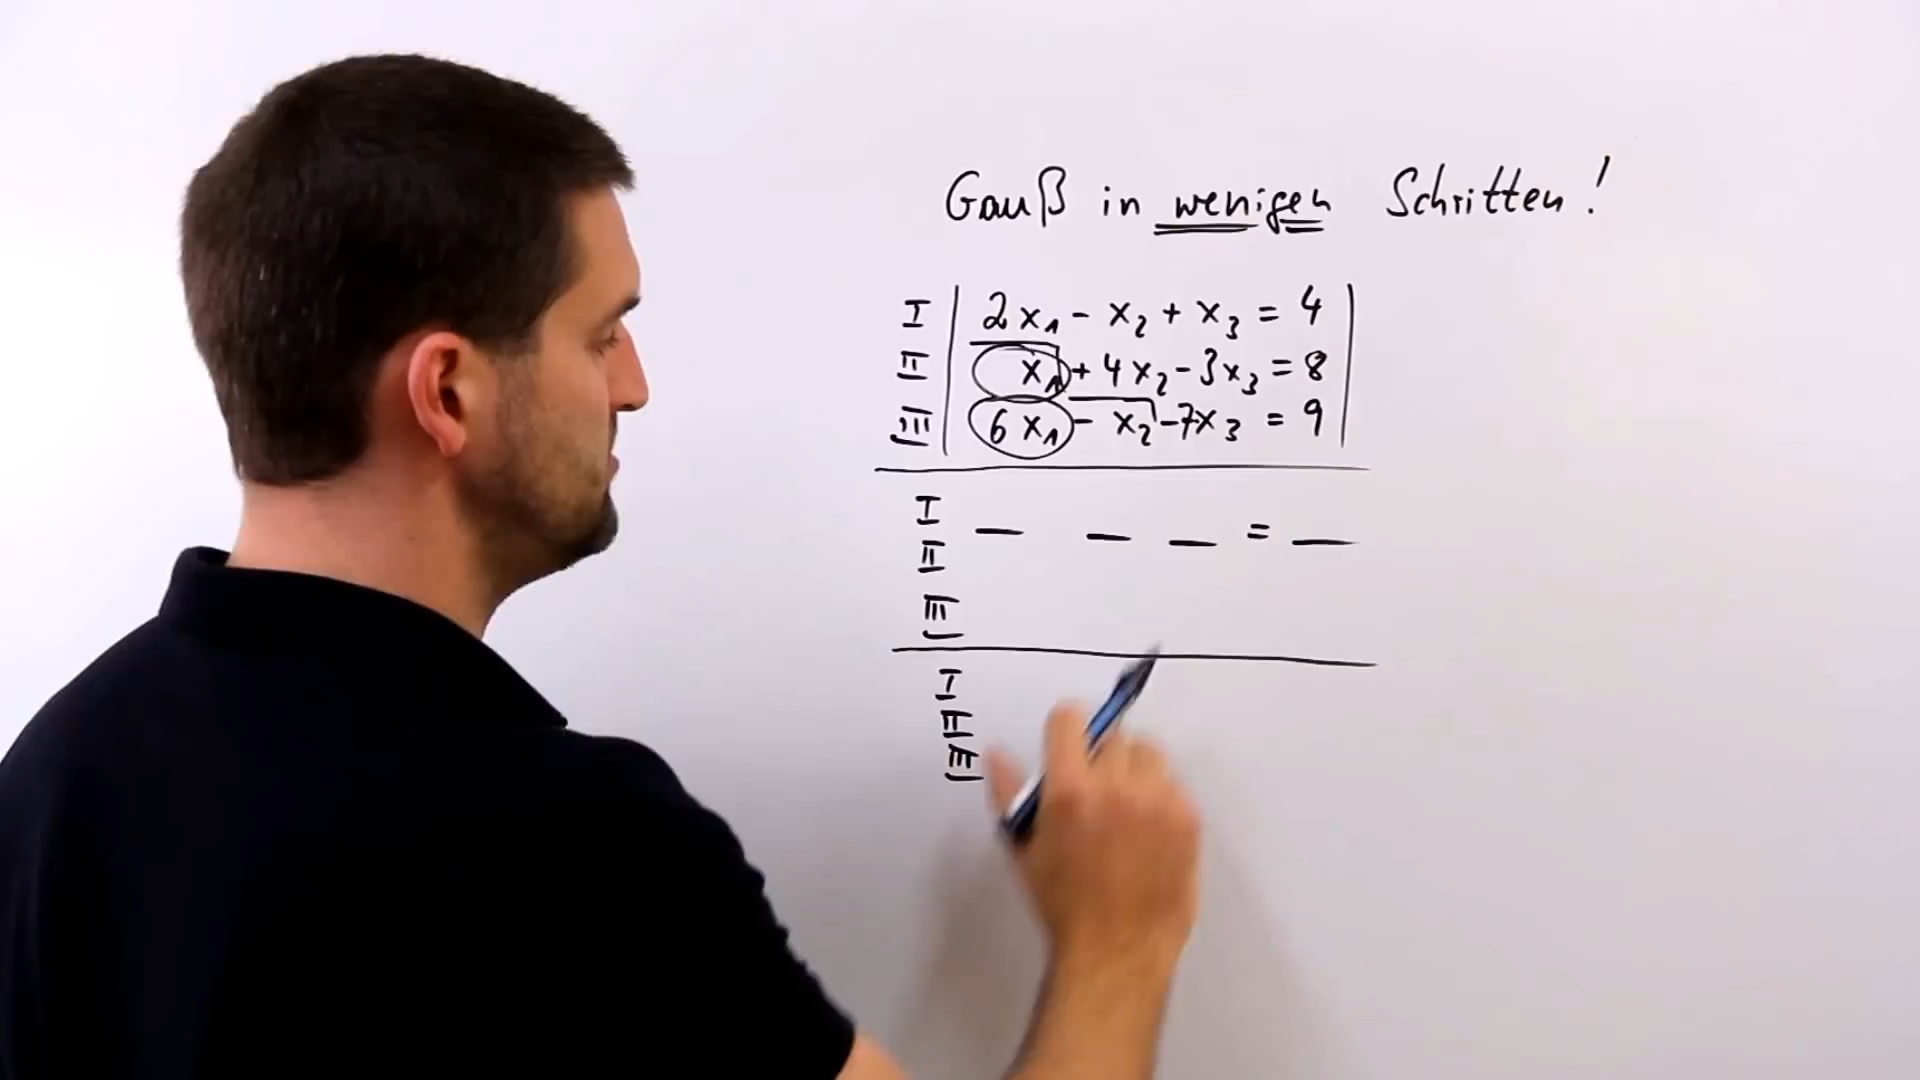 Gauß in wenigen Schritten!
I | 2x₁ - x₂ + x₃ = 4 |
II | x₁ + 4x₂ - 3x₃ = 8 |
III | 6x₁ - x₂ - 7x₃ = 9 |
I _ _ _ = _
II
III
I
II
III